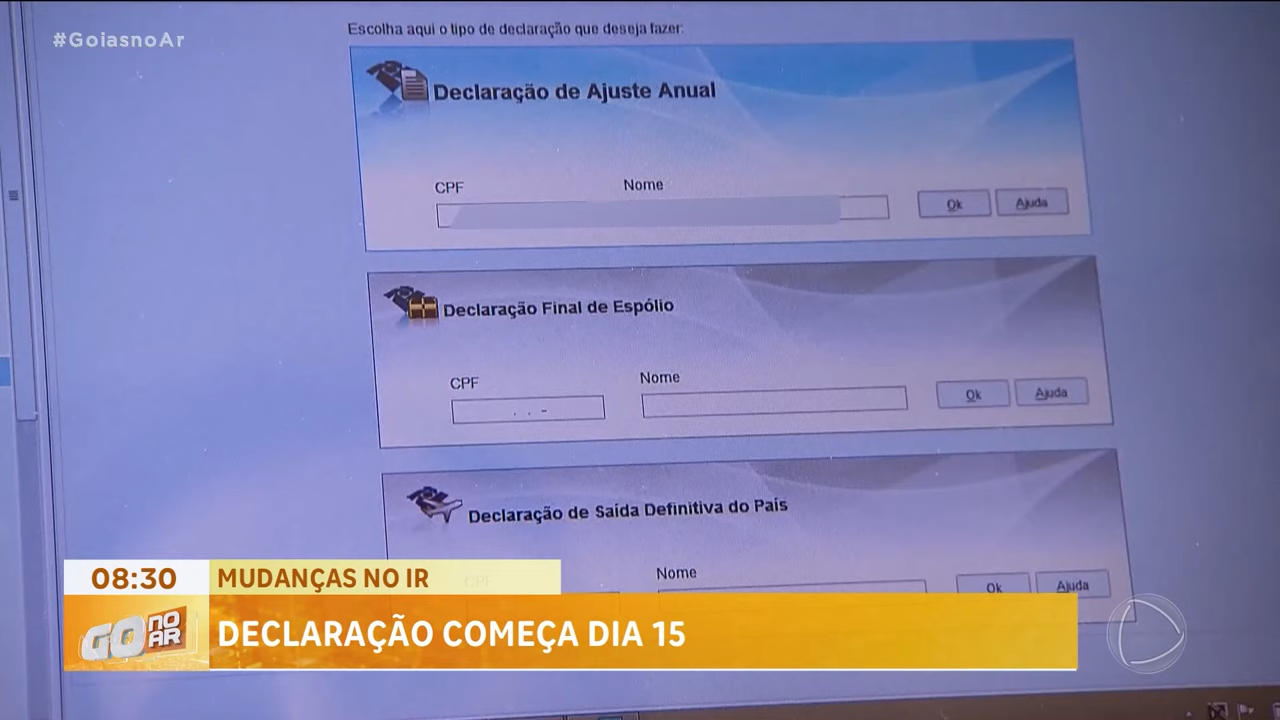 #GoiasnoAr
Escolha aqui o tipo de declaração que deseja fazer:
Declaração de Ajuste Anual
CPF Nome
Ok Ajuda
Declaração Final de Espólio
CPF Nome
. . - Ok Ajuda
Declaração de Saída Definitiva do País
CPF Nome
Ok Ajuda
08:30 MUDANÇAS NO IR
GO NO AR
DECLARAÇÃO COMEÇA DIA 15